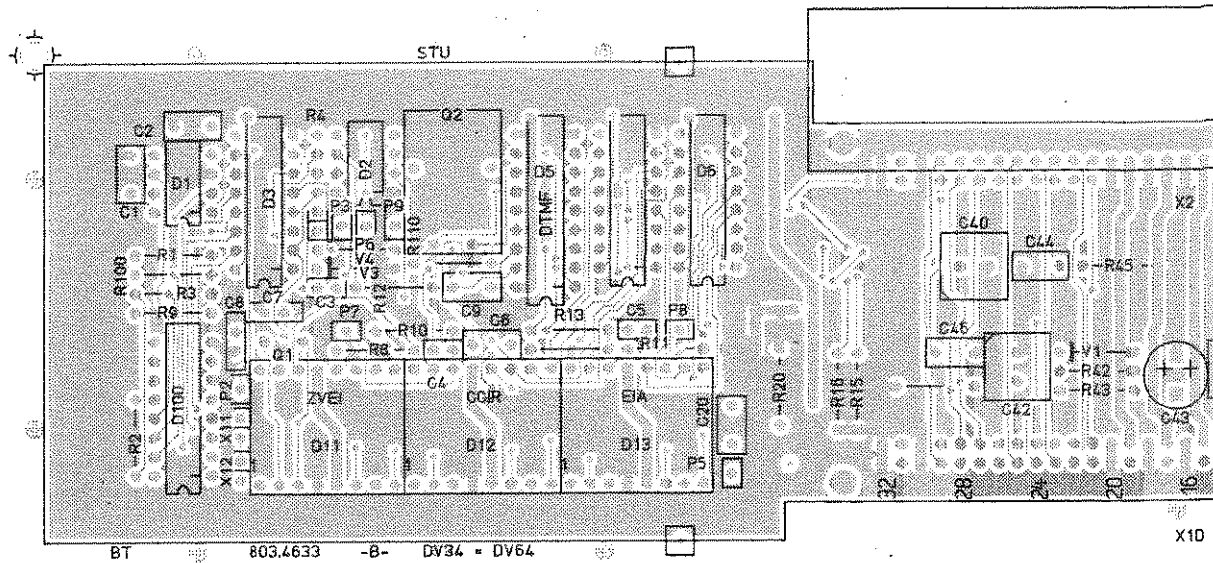 STU
C2
R4
Q2
D1
D3
D2
D5
D6
C1
P3
P9
DTMF
X2
R110
P6
V4
V3
C40
C44
R100
R3
R12
R45
C8
C7
C9
R9
P7
R10
C6
R13
C5
P8
R11
C46
V1
Q1
R8
C4
R42
P2
ZVEI
CCIR
EIA
C20
R20
R16
R15
R43
C42
C43
R2
D100
X11
Q11
D12
D13
X12
P5
32
28
24
20
16
X10
BT
803.4633
-B-
DV34 = DV64